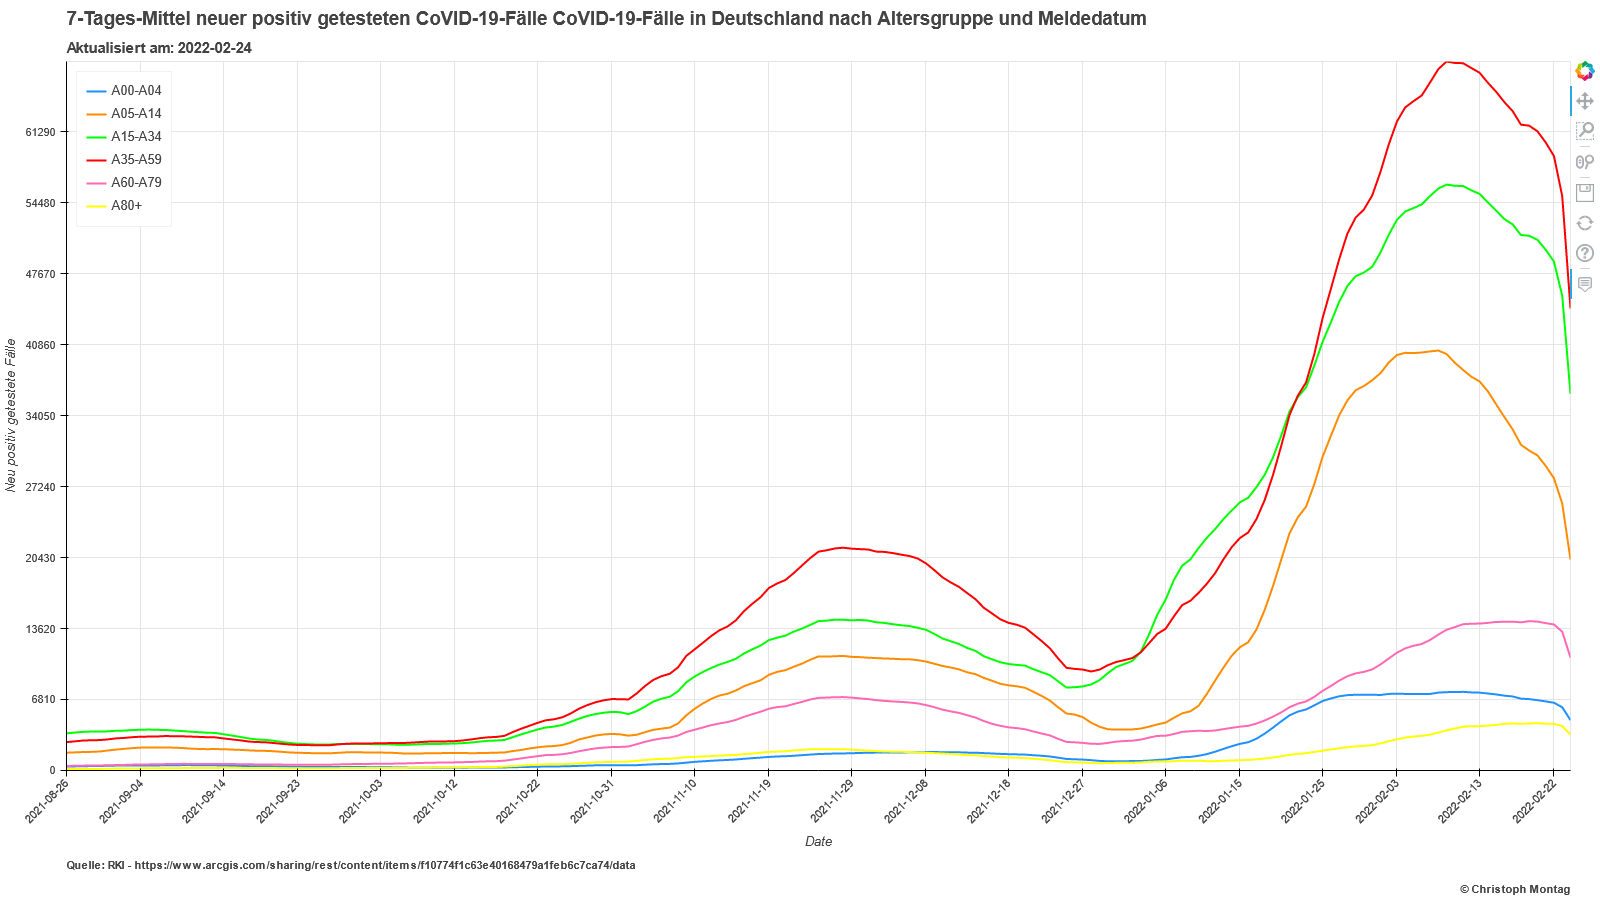 7-Tages-Mittel neuer positiv getesteten CoVID-19-Fälle CoVID-19-Fälle in Deutschland nach Altersgruppe und Meldedatum
Aktualisiert am: 2022-02-24
A00-A04
A05-A14
A15-A34
A35-A59
A60-A79
A80+
61290
54480
47670
40860
34050
27240
20430
13620
6810
0
Neu positiv getestete Fälle
2021-08-26
2021-09-04
2021-09-14
2021-09-23
2021-10-03
2021-10-12
2021-10-22
2021-10-31
2021-11-10
2021-11-19
2021-11-29
2021-12-08
2021-12-18
2021-12-27
2022-01-06
2022-01-15
2022-01-25
2022-02-03
2022-02-13
2022-02-22
Date
Quelle: RKI - https://www.arcgis.com/sharing/rest/content/items/f10774f1c63e40168479a1feb6c7ca74/data
© Christoph Montag